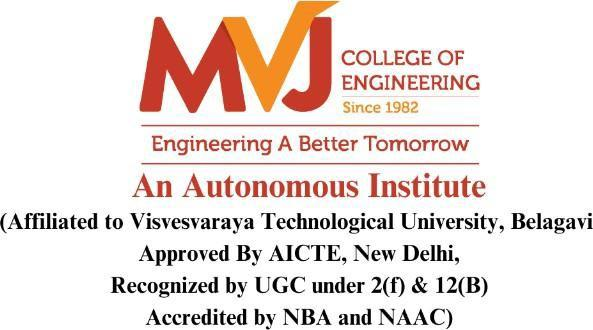 MVJ
COLLEGE OF
ENGINEERING
Since 1982
Engineering A Better Tomorrow
An Autonomous Institute
(Affiliated to Visvesvaraya Technological University, Belagavi
Approved By AICTE, New Delhi,
Recognized by UGC under 2(f) & 12(B)
Accredited by NBA and NAAC)